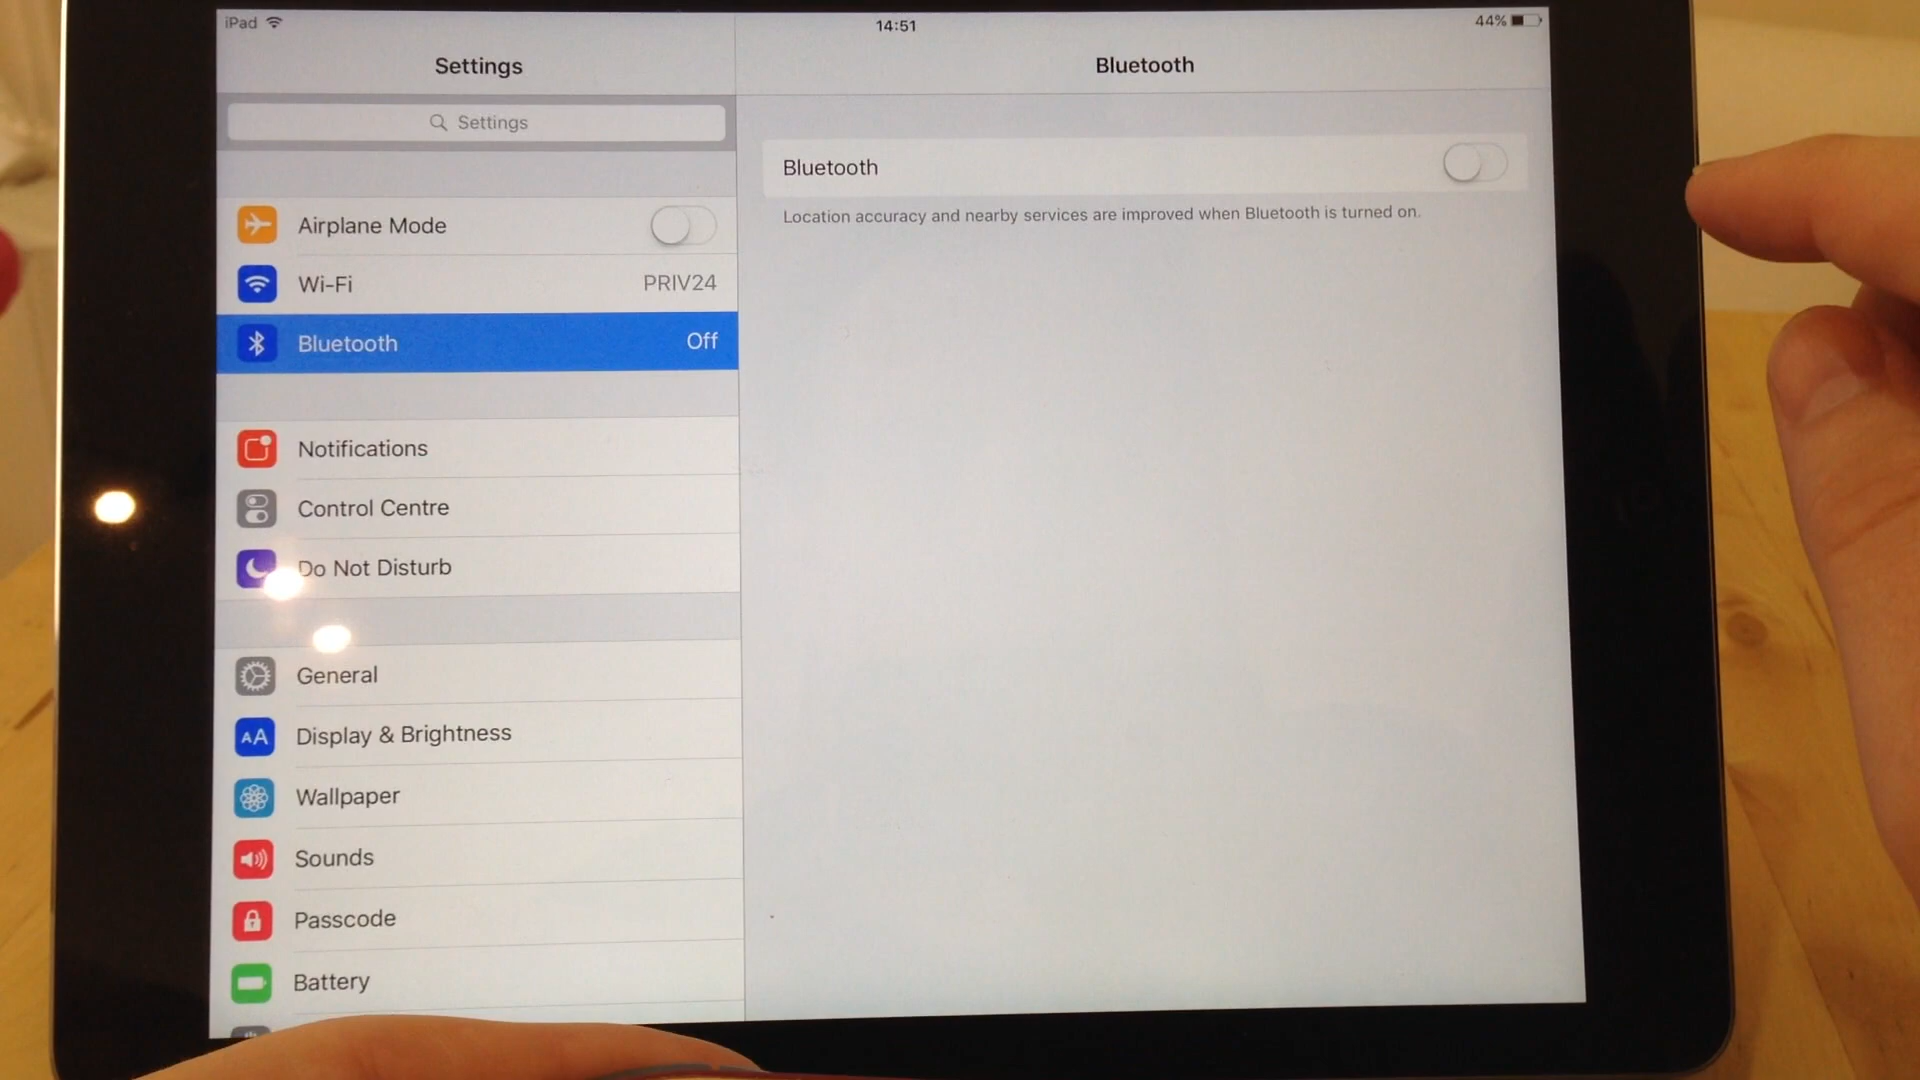 iPad
14:51
44%
Settings
Bluetooth
Settings
Airplane Mode
Wi-Fi PRIV24
Bluetooth Off
Notifications
Control Centre
Do Not Disturb
General
AA Display & Brightness
Wallpaper
Sounds
Passcode
Battery
Bluetooth
Location accuracy and nearby services are improved when Bluetooth is turned on.